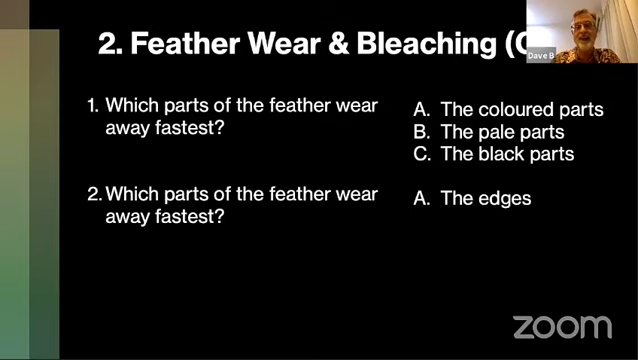 2. Feather Wear & Bleaching (
Dave B
1. Which parts of the feather wear
away fastest?
A. The coloured parts
B. The pale parts
C. The black parts
2. Which parts of the feather wear
away fastest?
A. The edges
zoom